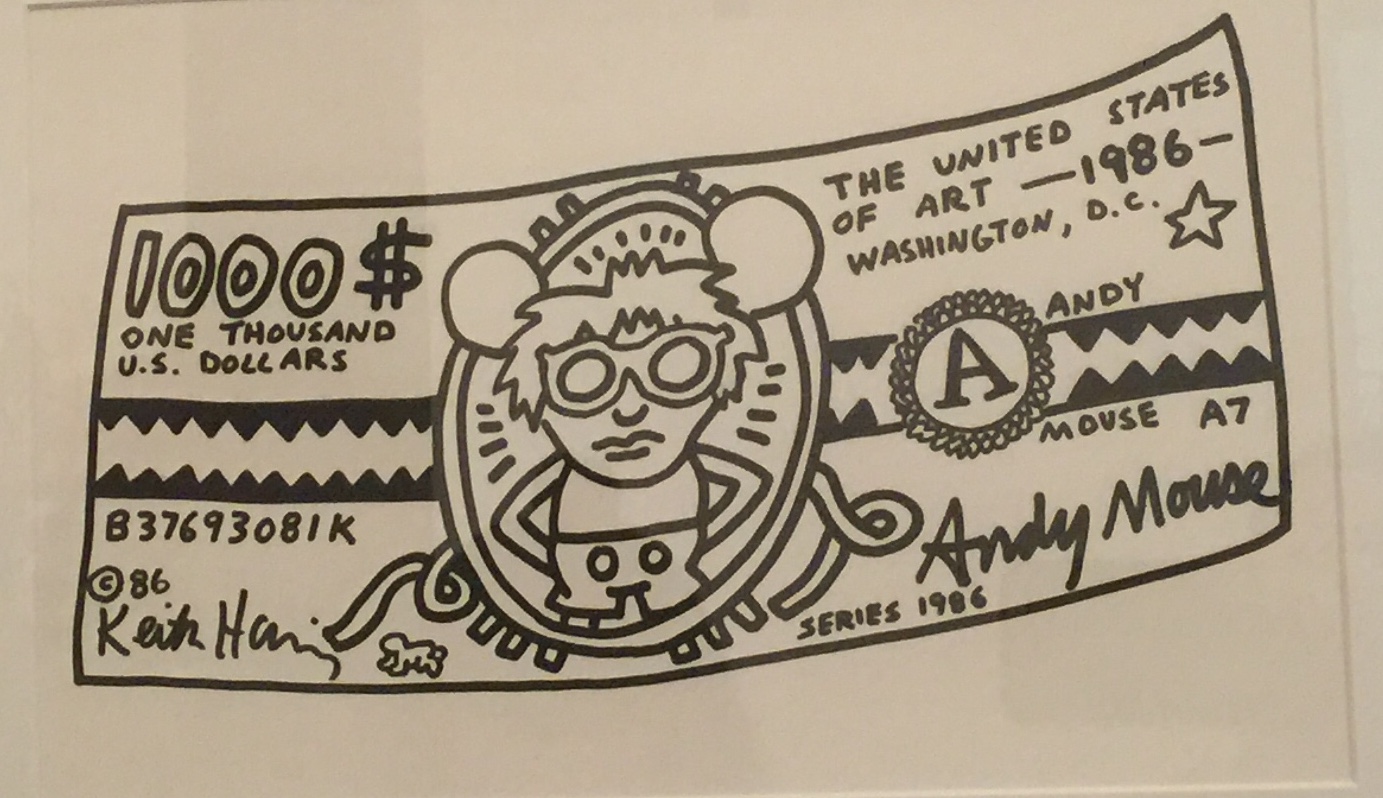 1000 $
ONE THOUSAND
U.S. DOLLARS
B37693081K
©86
Keith Haring
THE UNITED STATES
OF ART —1986—
WASHINGTON, D.C.
ANDY
A
MOUSE A7
Andy Mouse
SERIES 1986